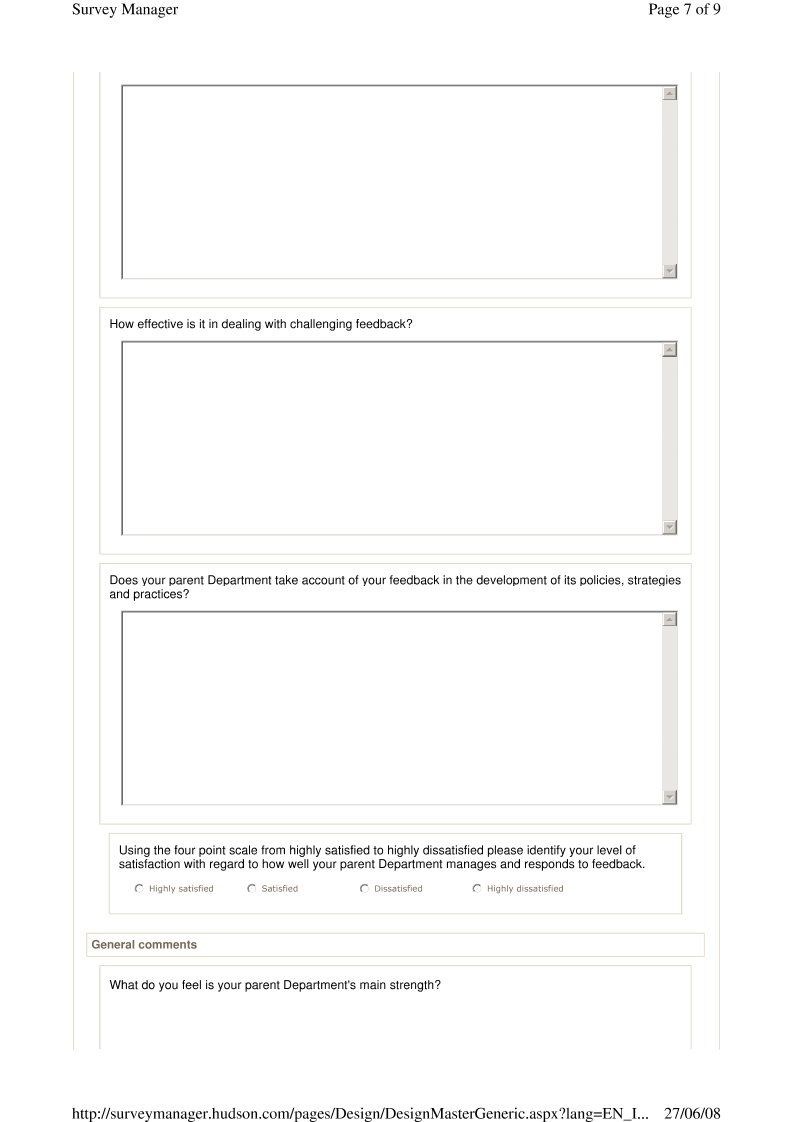 Survey Manager Page 7 of 9
How effective is it in dealing with challenging feedback?
Does your parent Department take account of your feedback in the development of its policies, strategies
and practices?
Using the four point scale from highly satisfied to highly dissatisfied please identify your level of
satisfaction with regard to how well your parent Department manages and responds to feedback.
Highly satisfied Satisfied Dissatisfied Highly dissatisfied
General comments
What do you feel is your parent Department's main strength?
http://surveymanager.hudson.com/pages/Design/DesignMasterGeneric.aspx?lang=EN_I... 27/06/08